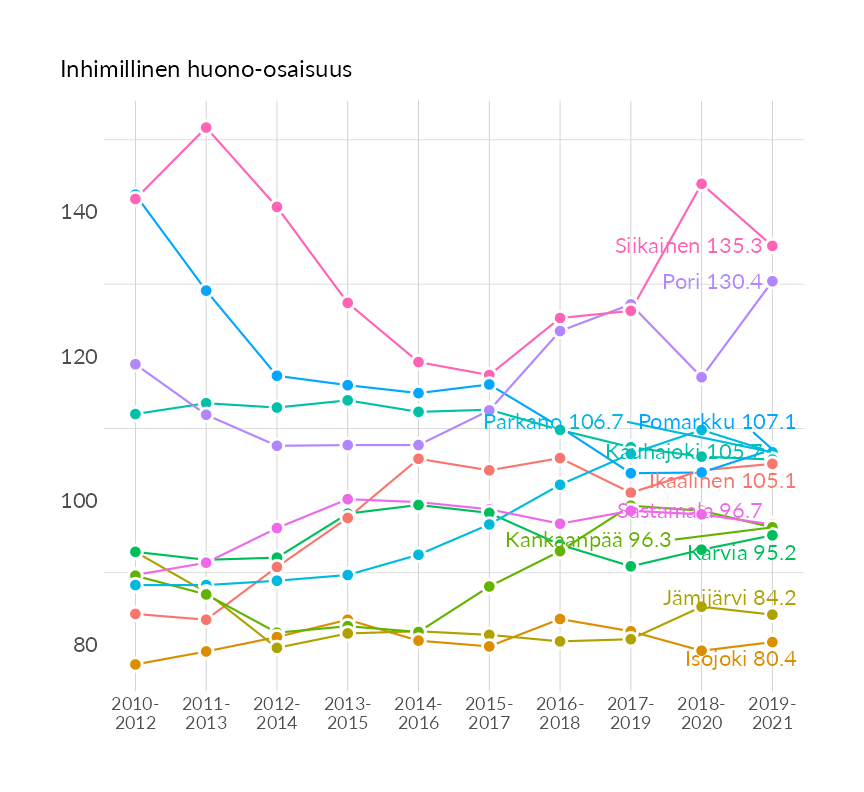 Inhimillinen huono-osaisuus
140
120
100
80
Siikainen 135.3
Pori 130.4
Parkano 106.7
Pomarkku 107.1
Kauhajoki 105.7
Ikaalinen 105.1
Sastamala 96.7
Kankaanpää 96.3
Karvia 95.2
Jämijärvi 84.2
Isojoki 80.4
2010-
2012
2011-
2013
2012-
2014
2013-
2015
2014-
2016
2015-
2017
2016-
2018
2017-
2019
2018-
2020
2019-
2021